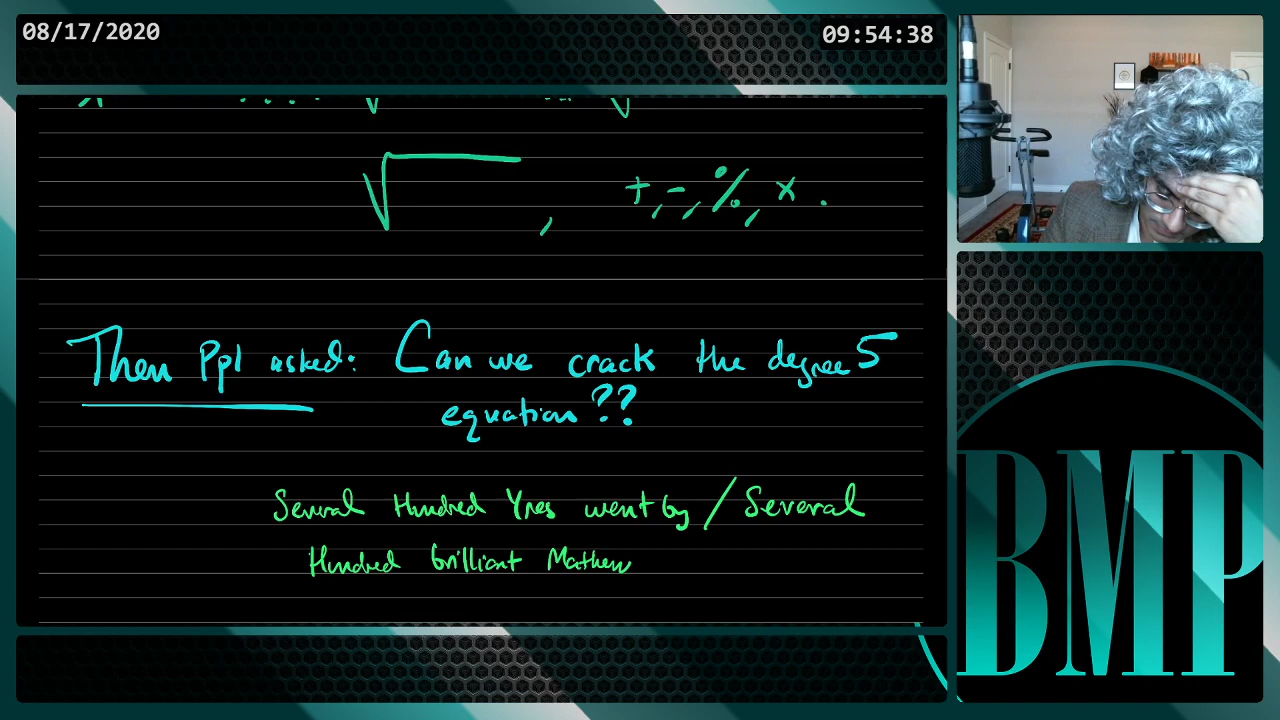 08/17/2020
09:54:38
√ , +,-,%,x.
Then Ppl asked: Can we crack the degree 5
equation??
Several Hundred Yres went by / Several
Hundred brilliant Mathem
BMP